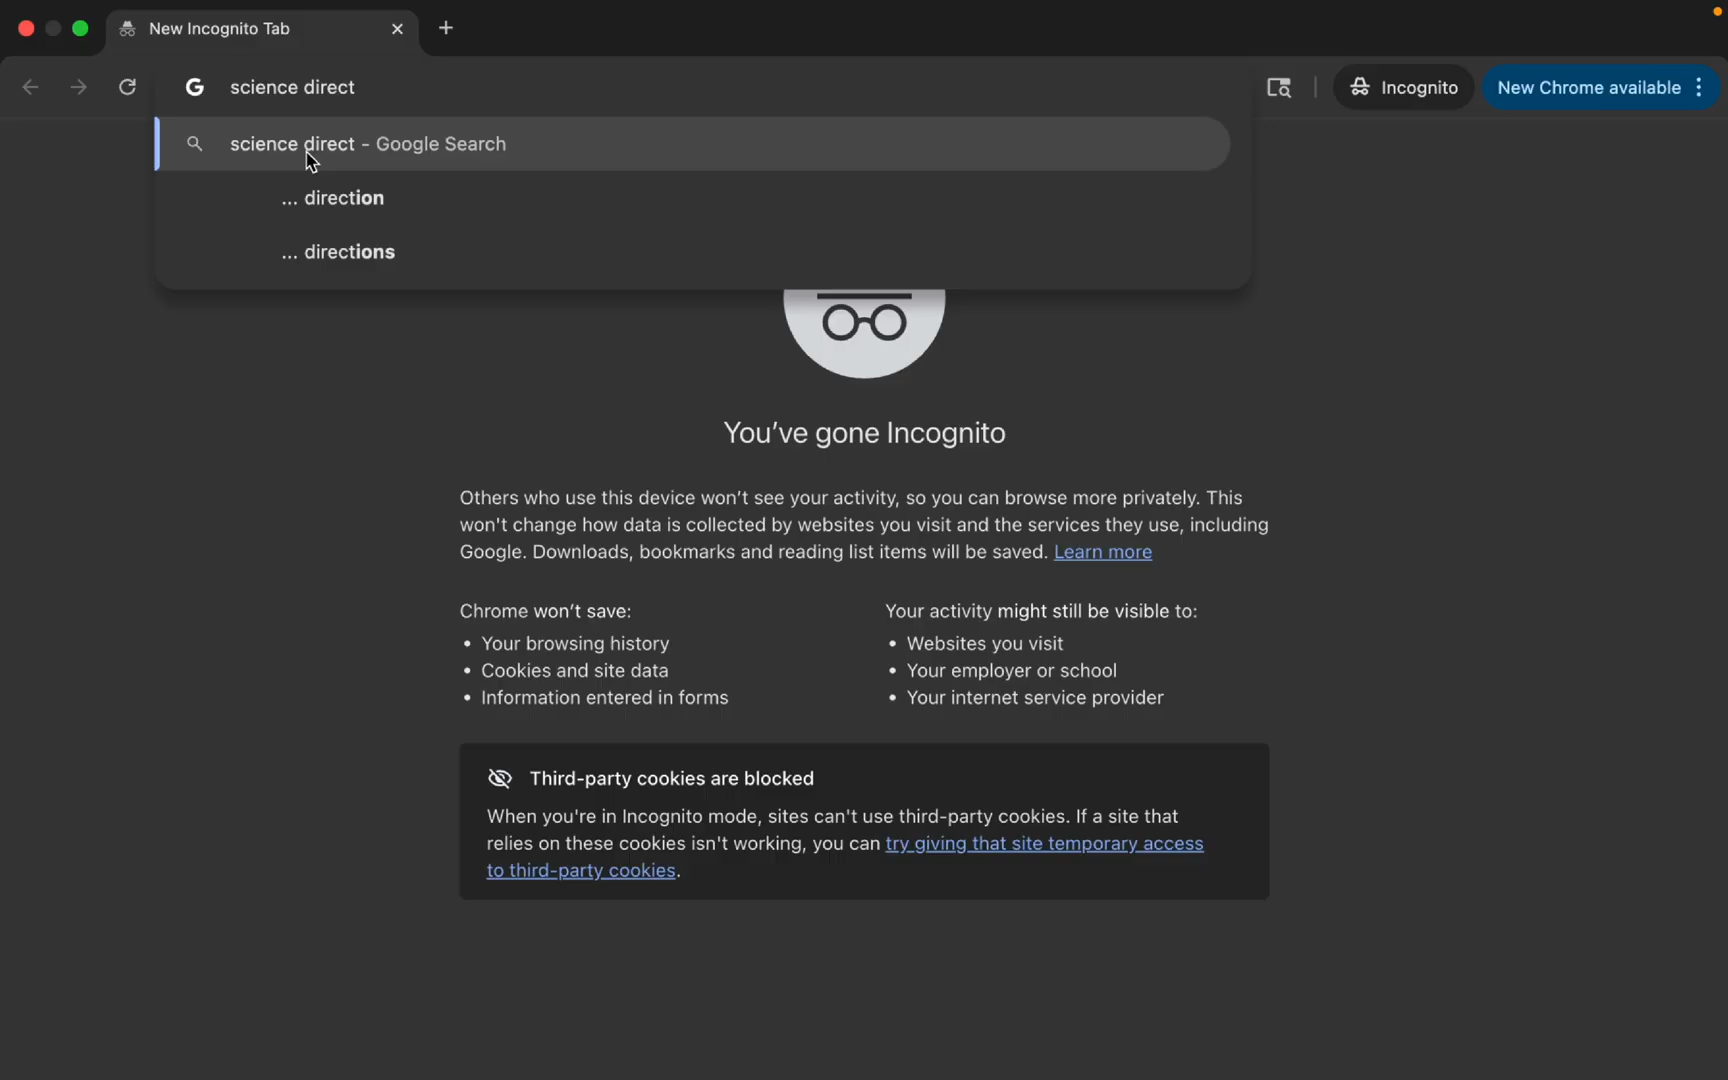 New Incognito Tab
science direct
Incognito
New Chrome available
science direct - Google Search
... direction
... directions
You've gone Incognito
Others who use this device won't see your activity, so you can browse more privately. This
won't change how data is collected by websites you visit and the services they use, including
Google. Downloads, bookmarks and reading list items will be saved. Learn more
Chrome won't save:
• Your browsing history
• Cookies and site data
• Information entered in forms
Your activity might still be visible to:
• Websites you visit
• Your employer or school
• Your internet service provider
Third-party cookies are blocked
When you're in Incognito mode, sites can't use third-party cookies. If a site that
relies on these cookies isn't working, you can try giving that site temporary access
to third-party cookies.